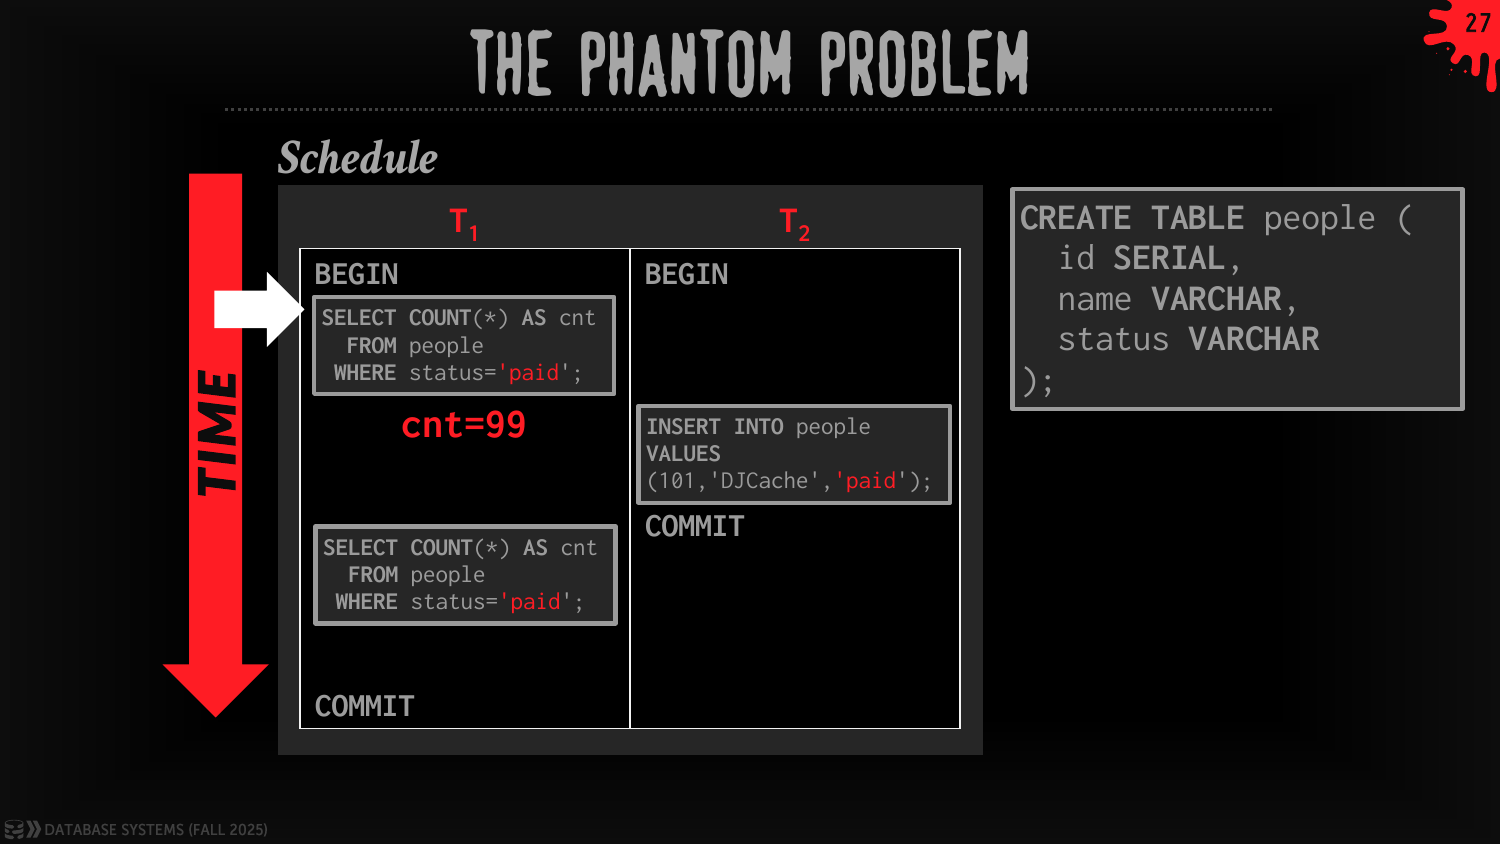 THE PHANTOM PROBLEM
27
Schedule
TIME
T1
T2
BEGIN
SELECT COUNT(*) AS cnt
FROM people
WHERE status='paid';
cnt=99
SELECT COUNT(*) AS cnt
FROM people
WHERE status='paid';
COMMIT
BEGIN
INSERT INTO people
VALUES
(101,'DJCache','paid');
COMMIT
CREATE TABLE people (
id SERIAL,
name VARCHAR,
status VARCHAR
);
DATABASE SYSTEMS (FALL 2025)